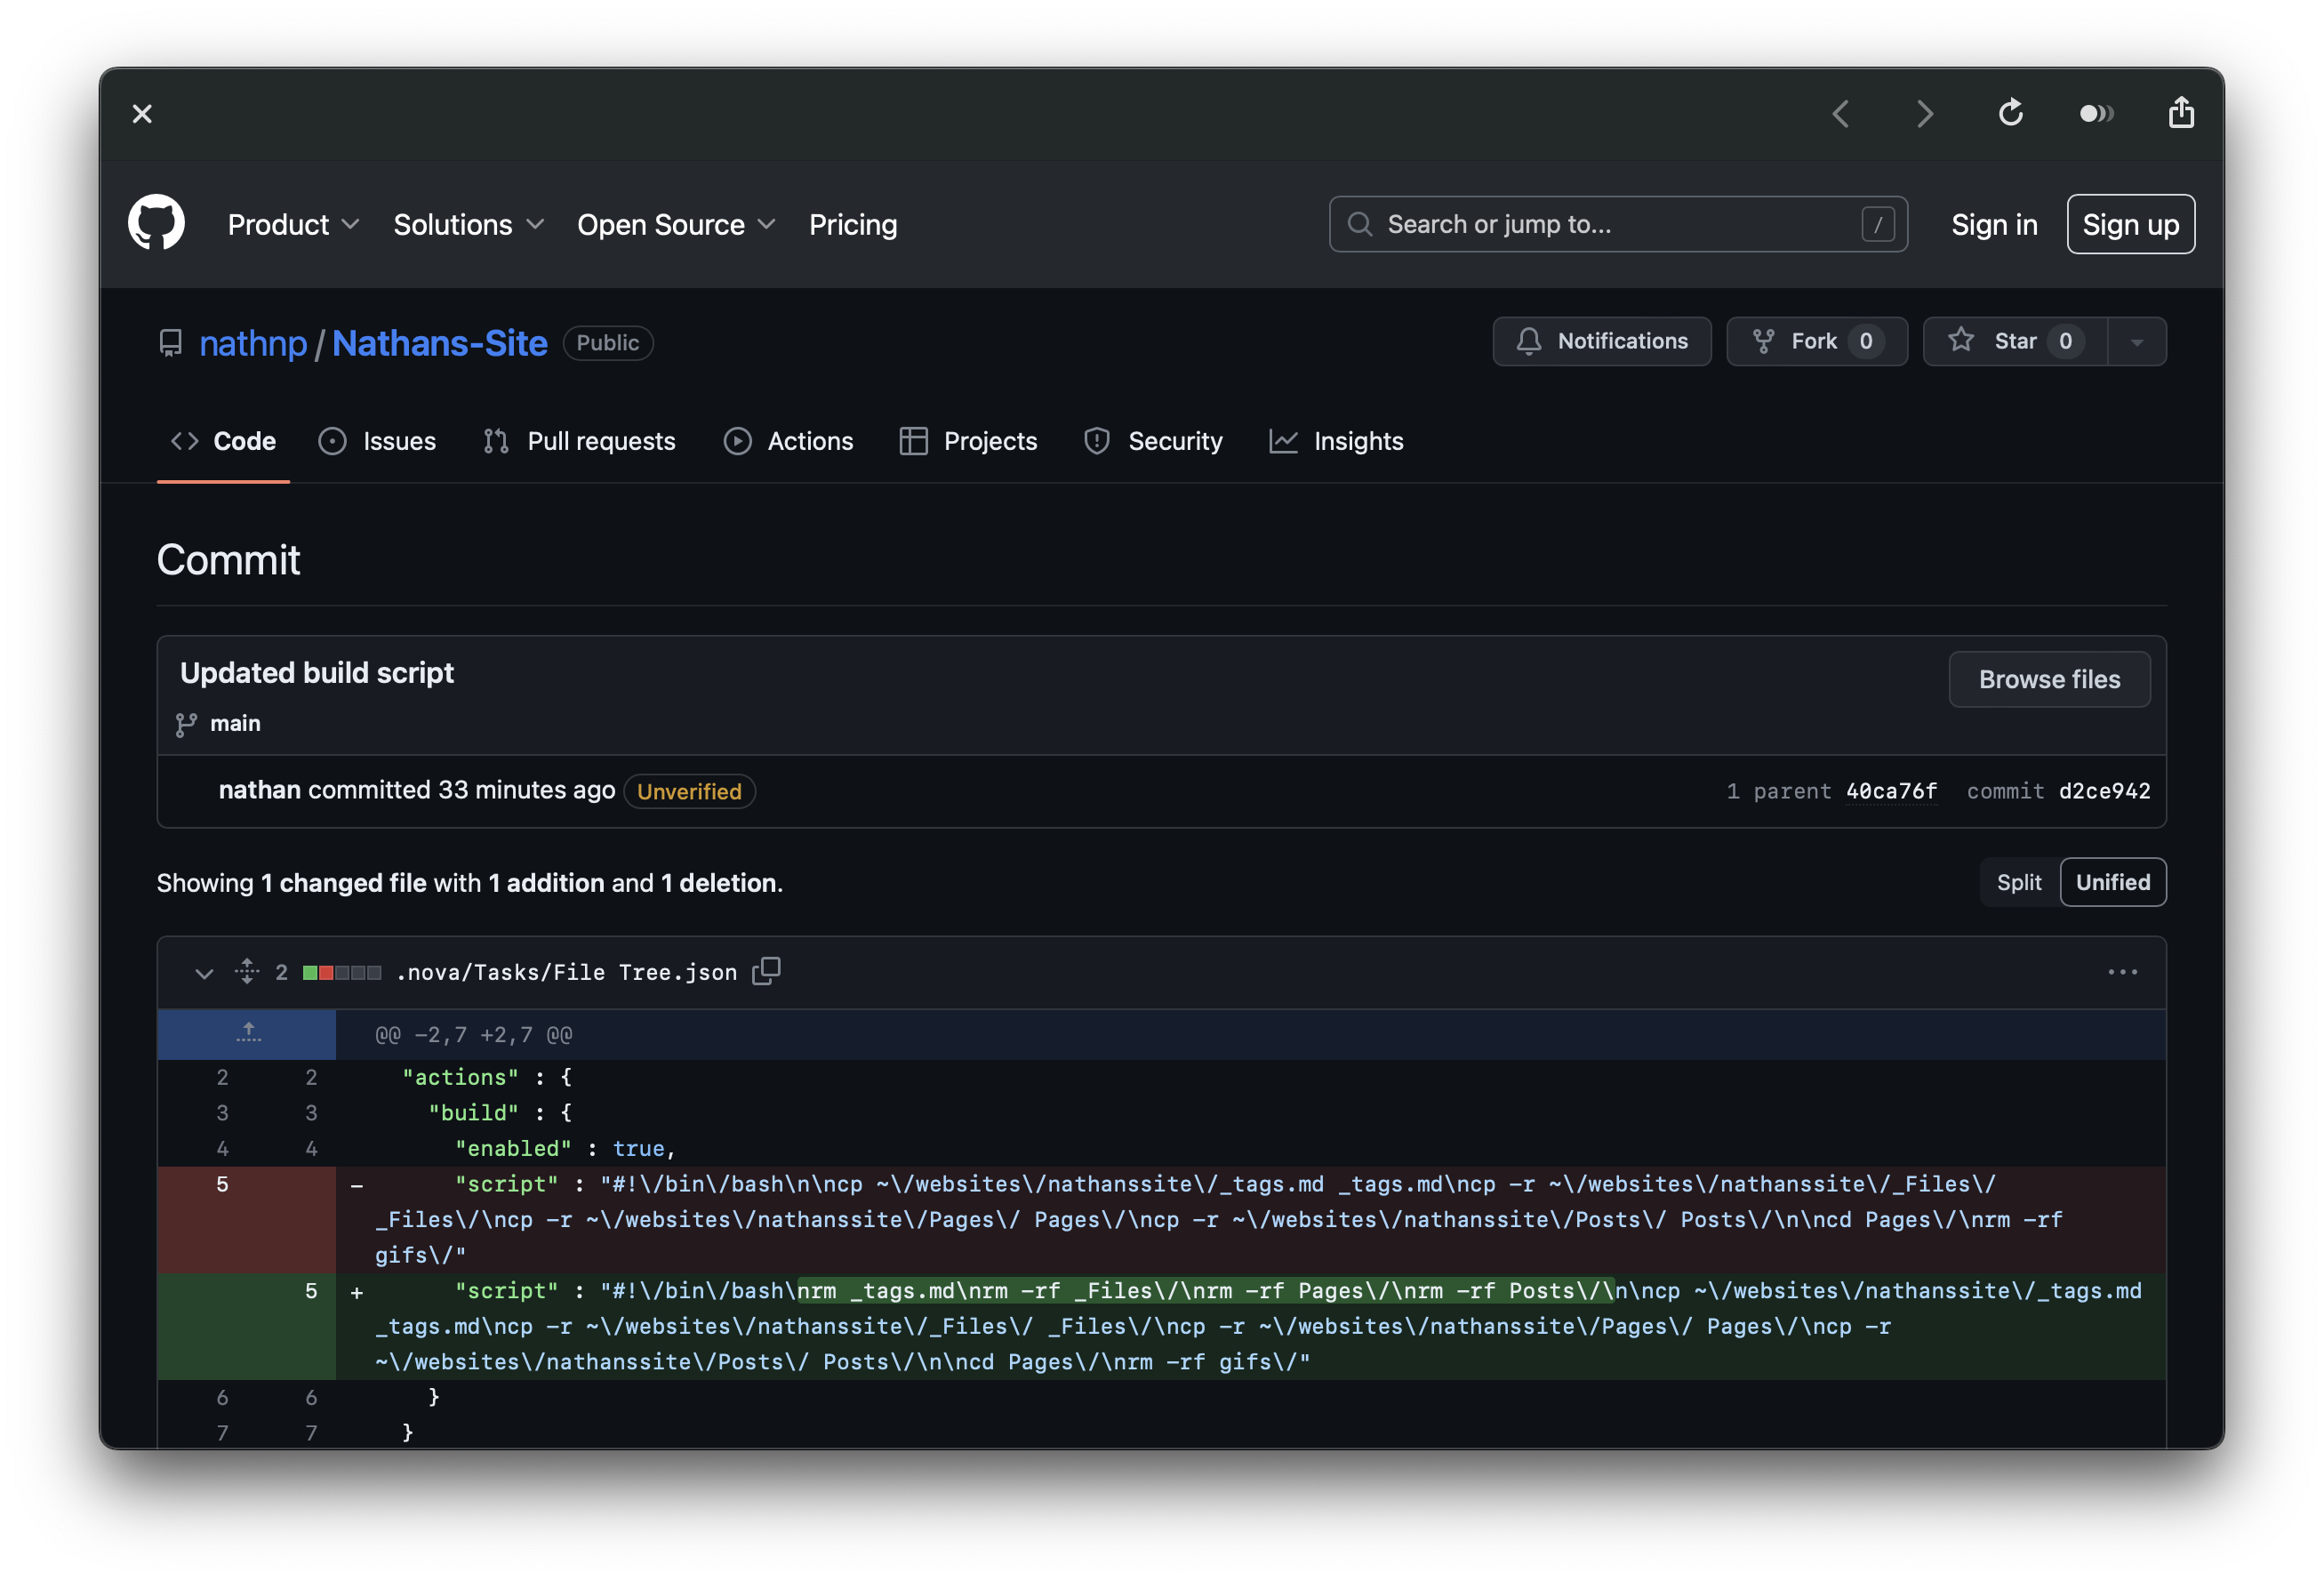 Product Solutions Open Source Pricing Search or jump to... / Sign in Sign up
nathnp / Nathans-Site Public Notifications Fork 0 Star 0
Code Issues Pull requests Actions Projects Security Insights
Commit
Updated build script Browse files
main
nathan committed 33 minutes ago Unverified 1 parent 40ca76f commit d2ce942
Showing 1 changed file with 1 addition and 1 deletion. Split Unified
2 .nova/Tasks/File Tree.json ...
@@ -2,7 +2,7 @@
2 2 "actions" : {
3 3 "build" : {
4 4 "enabled" : true,
5 - "script" : "#!\/bin\/bash\n\ncp ~\/websites\/nathanssite\/_tags.md _tags.md\ncp -r ~\/websites\/nathanssite\/_Files\/
_Files\/\ncp -r ~\/websites\/nathanssite\/Pages\/ Pages\/\ncp -r ~\/websites\/nathanssite\/Posts\/ Posts\/\n\ncd Pages\/\nrm -rf
gifs\/"
5 + "script" : "#!\/bin\/bash\nrm _tags.md\nrm -rf _Files\/\nrm -rf Pages\/\nrm -rf Posts\/\n\ncp ~\/websites\/nathanssite\/_tags.md
_tags.md\ncp -r ~\/websites\/nathanssite\/_Files\/ _Files\/\ncp -r ~\/websites\/nathanssite\/Pages\/ Pages\/\ncp -r
~\/websites\/nathanssite\/Posts\/ Posts\/\n\ncd Pages\/\nrm -rf gifs\/"
6 6 }
7 7 }